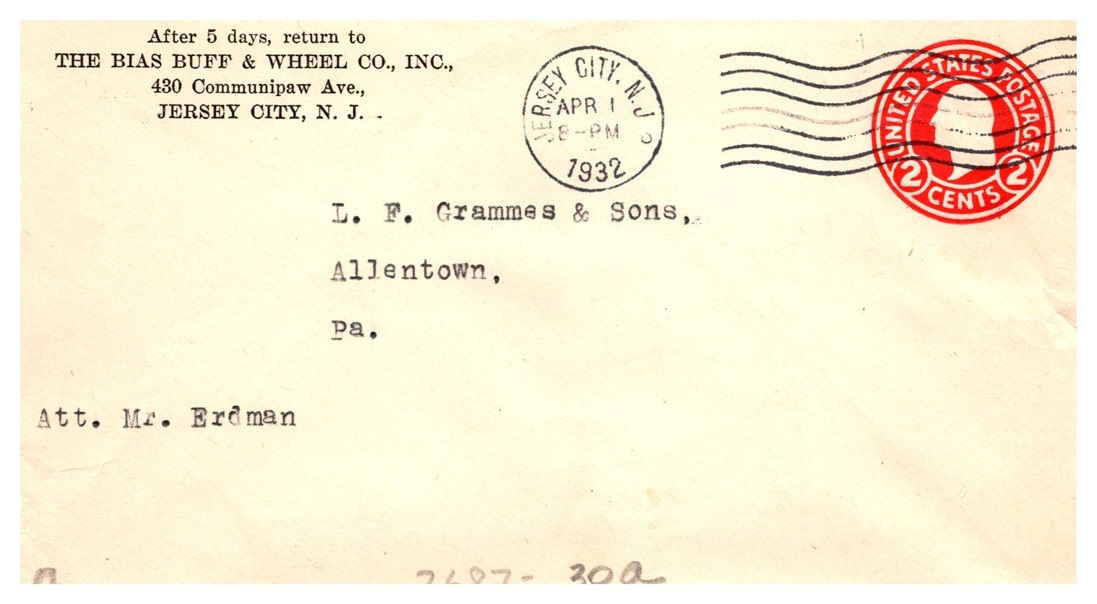 After 5 days, return to
THE BIAS BUFF & WHEEL CO., INC.,
430 Communipaw Ave.,
JERSEY CITY, N. J.
JERSEY CITY, N.J.
APR 1
8-PM
1932
UNITED STATES POSTAGE
2 CENTS 2
L. F. Grammes & Sons,
Allentown,
Pa.
Att. Mr. Erdman
30a